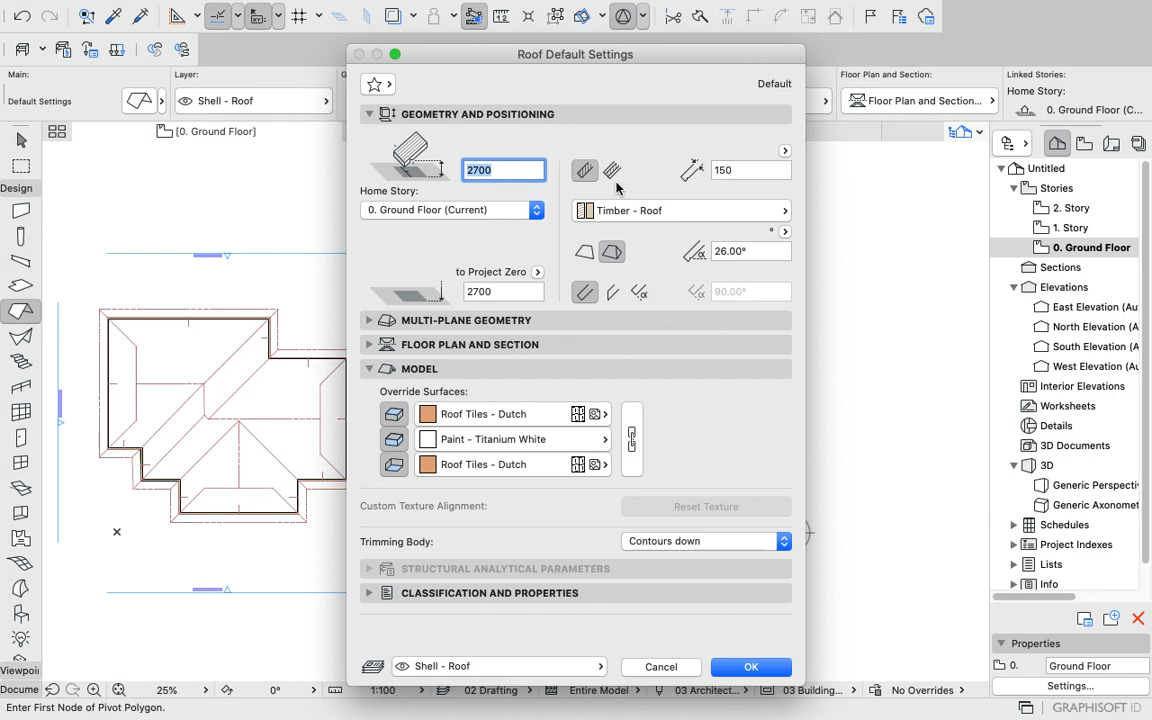 Roof Default Settings
Main:
Layer:
Floor Plan and Section:
Linked Stories:
Home Story:
Default Settings
Shell - Roof
Default
Floor Plan and Section...
0. Ground Floor (C...
[0. Ground Floor]
GEOMETRY AND POSITIONING
2700
150
Home Story:
0. Ground Floor (Current)
Timber - Roof
°
26.00°
to Project Zero
2700
90.00°
MULTI-PLANE GEOMETRY
FLOOR PLAN AND SECTION
MODEL
Override Surfaces:
Roof Tiles - Dutch
Paint - Titanium White
Roof Tiles - Dutch
Custom Texture Alignment:
Reset Texture
Trimming Body:
Contours down
STRUCTURAL ANALYTICAL PARAMETERS
CLASSIFICATION AND PROPERTIES
Shell - Roof
Cancel
OK
Design
Viewpoi
Docume
Untitled
Stories
2. Story
1. Story
0. Ground Floor
Sections
Elevations
East Elevation (Au
North Elevation (A
South Elevation (A
West Elevation (Au
Interior Elevations
Worksheets
Details
3D Documents
3D
Generic Perspecti
Generic Axonomet
Schedules
Project Indexes
Lists
Info
Properties
0.
Ground Floor
Settings...
25%
0°
1:100
02 Drafting
Entire Model
03 Architect...
03 Building...
No Overrides
Enter First Node of Pivot Polygon.
GRAPHISOFT ID